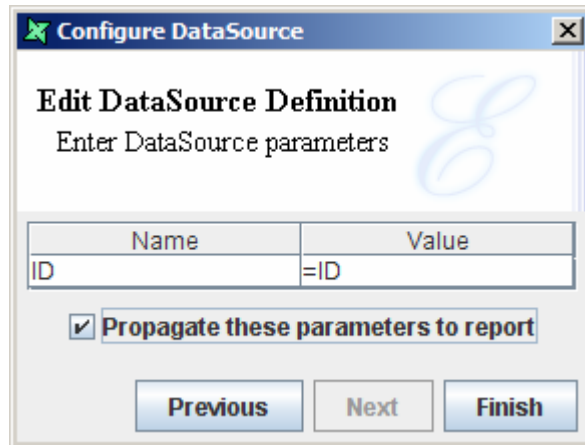 Configure DataSource
Edit DataSource Definition
Enter DataSource parameters
Name Value
ID =ID
Propagate these parameters to report
Previous Next Finish